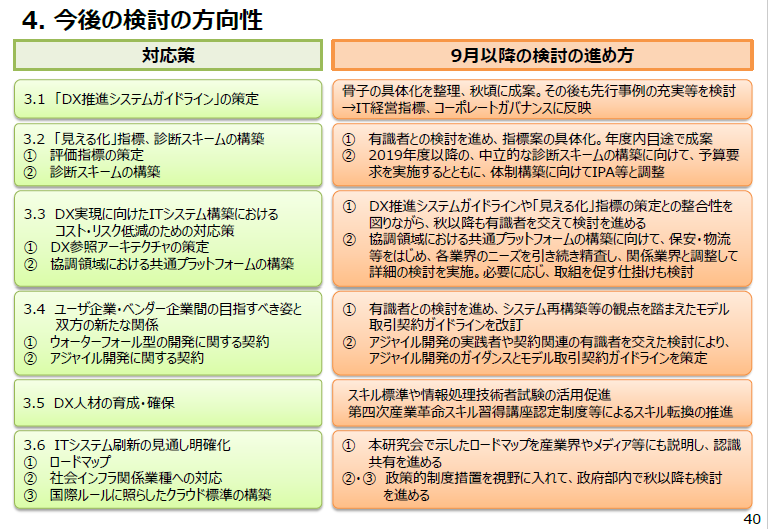 4. 今後の検討の方向性
対応策
9月以降の検討の進め方
3.1 「DX推進システムガイドライン」の策定
骨子の具体化を整理、秋頃に成案。その後も先行事例の充実等を検討
→IT経営指標、コーポレートガバナンスに反映
3.2 「見える化」指標、診断スキームの構築
① 評価指標の策定
② 診断スキームの構築
① 有識者との検討を進め、指標案の具体化。年度内目途で成案
② 2019年度以降の、中立的な診断スキームの構築に向けて、予算要
求を実施するとともに、体制構築に向けてIPA等と調整
3.3 DX実現に向けたITシステム構築における
コスト・リスク低減のための対応策
① DX参照アーキテクチャの策定
② 協調領域における共通プラットフォームの構築
① DX推進システムガイドラインや「見える化」指標の策定との整合性を
図りながら、秋以降も有識者を交えて検討を進める
② 協調領域における共通プラットフォームの構築に向けて、保安・物流
等をはじめ、各業界のニーズを引き続き精査し、関係業界と調整して
詳細の検討を実施。必要に応じ、取組を促す仕掛けも検討
3.4 ユーザ企業・ベンダー企業間の目指すべき姿と
双方の新たな関係
① ウォーターフォール型の開発に関する契約
② アジャイル開発に関する契約
① 有識者との検討を進め、システム再構築等の観点を踏まえたモデル
取引契約ガイドラインを改訂
② アジャイル開発の実践者や契約関連の有識者を交えた検討により、
アジャイル開発のガイダンスとモデル取引契約ガイドラインを策定
3.5 DX人材の育成・確保
スキル標準や情報処理技術者試験の活用促進
第四次産業革命スキル習得講座認定制度等によるスキル転換の推進
3.6 ITシステム刷新の見通し明確化
① ロードマップ
② 社会インフラ関係業種への対応
③ 国際ルールに照らしたクラウド標準の構築
① 本研究会で示したロードマップを産業界やメディア等にも説明し、認識
共有を進める
②・③ 政策的制度措置を視野に入れて、政府部内で秋以降も検討
を進める
40